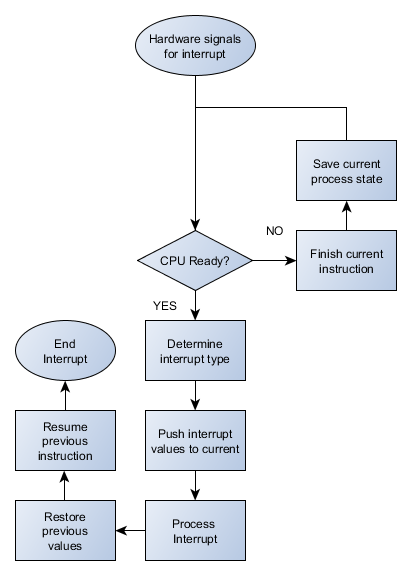 Hardware signals
for interrupt
Save current
process state
NO
CPU Ready?
Finish current
instruction
YES
Determine
interrupt type
End
Interrupt
Push interrupt
values to current
Resume
previous
instruction
Process
Interrupt
Restore
previous
values